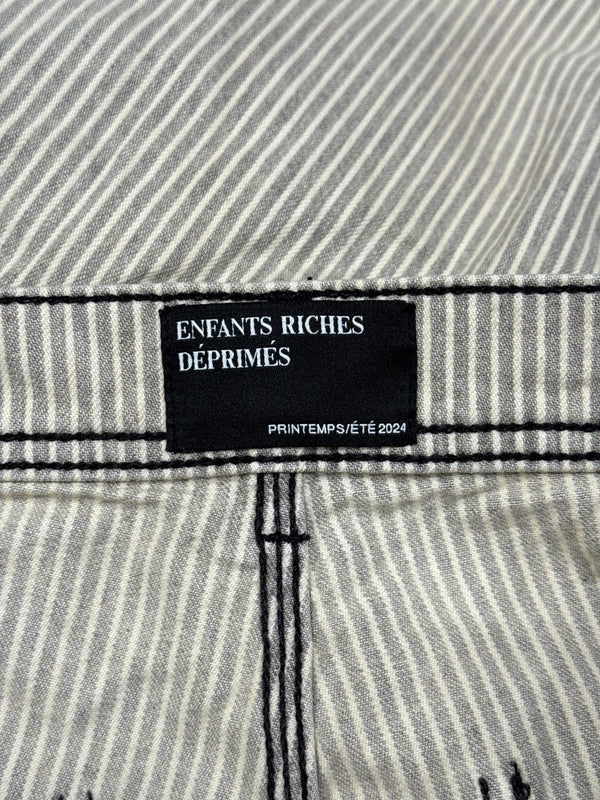 ENFANTS RICHES
DÉPRIMÉS
PRINTEMPS/ÉTÉ 2024